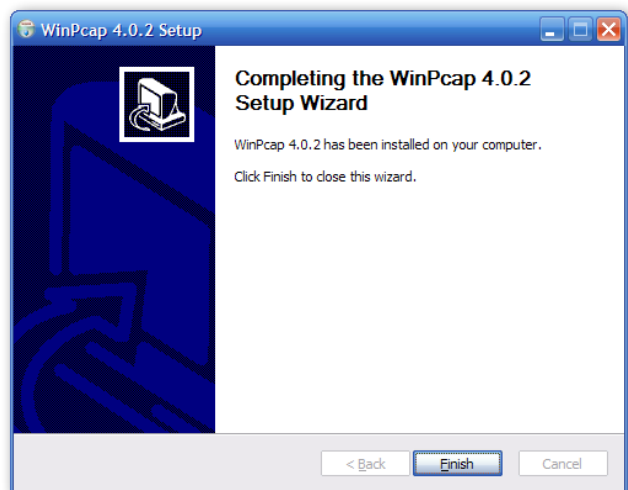 WinPcap 4.0.2 Setup
Completing the WinPcap 4.0.2
Setup Wizard
WinPcap 4.0.2 has been installed on your computer.
Click Finish to close this wizard.
< Back
Finish
Cancel